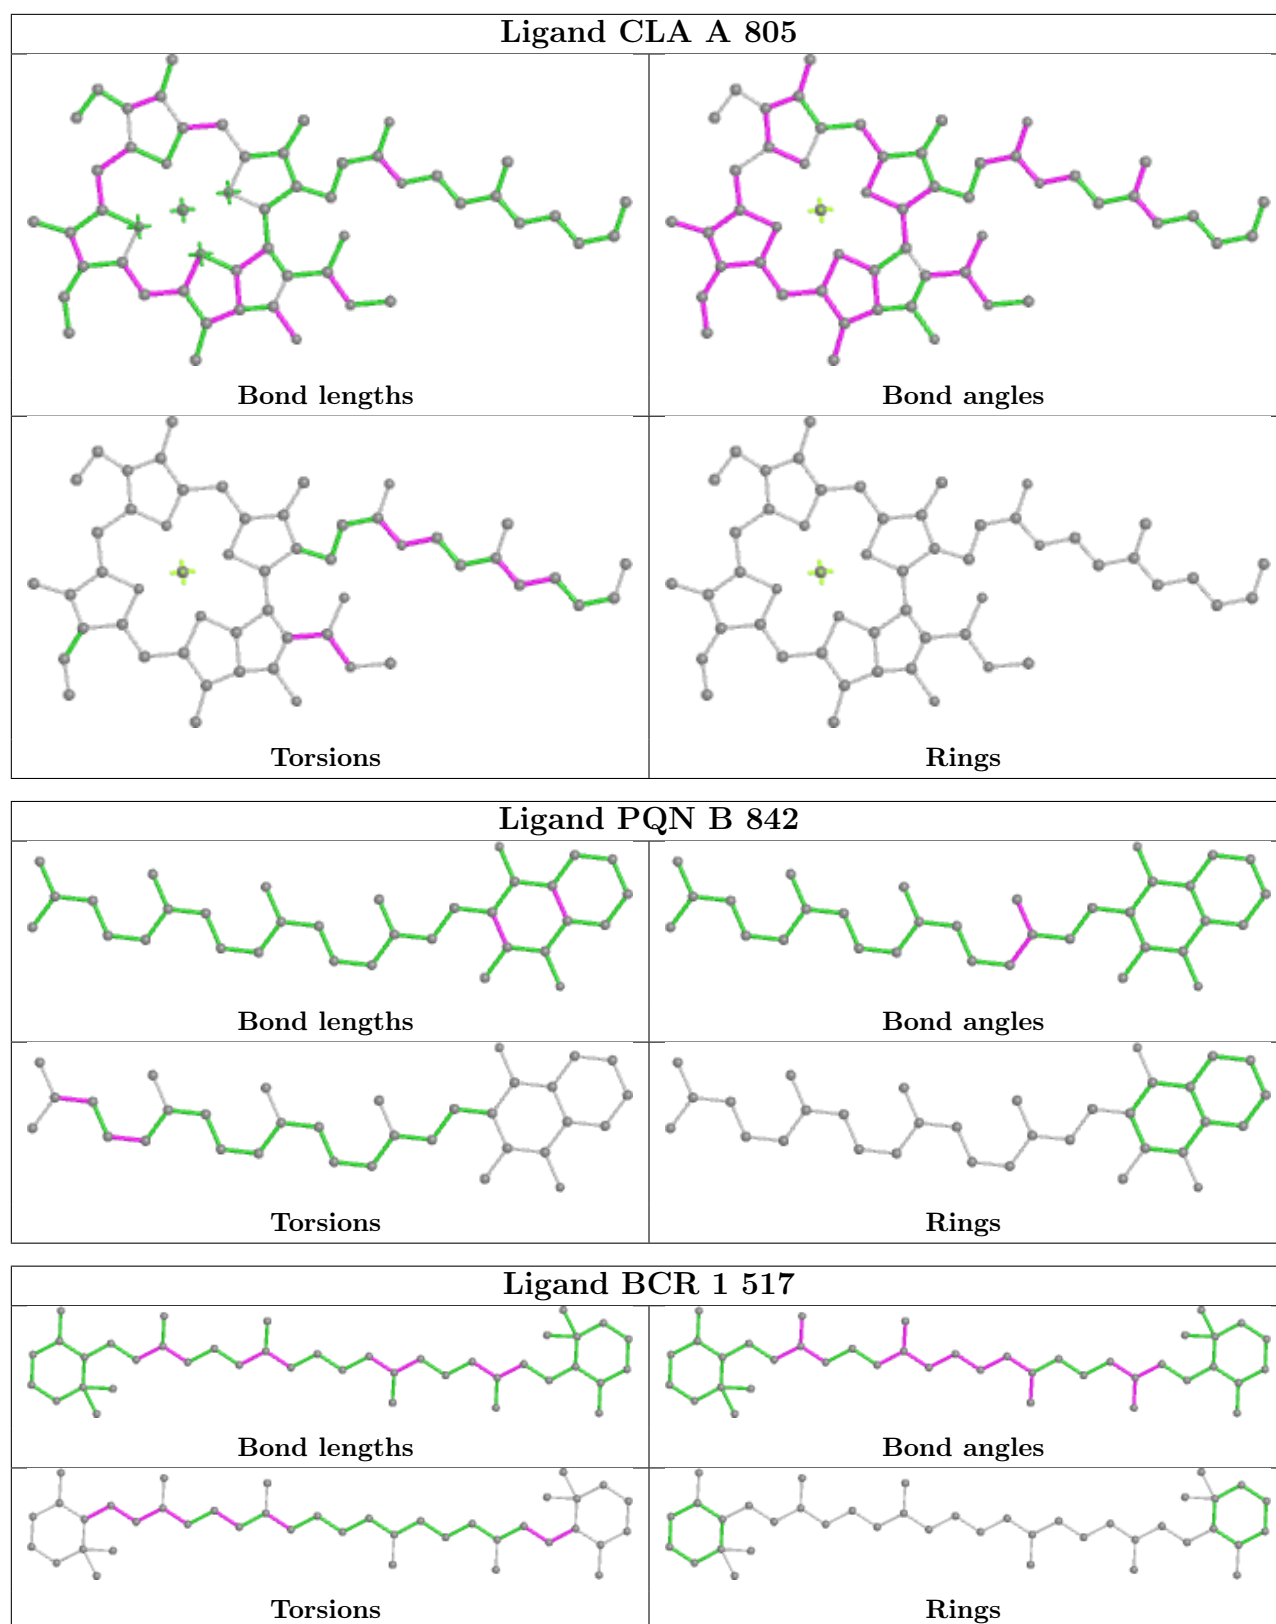 Ligand CLA A 805
Bond lengths
Bond angles
Torsions
Rings
Ligand PQN B 842
Bond lengths
Bond angles
Torsions
Rings
Ligand BCR 1 517
Bond lengths
Bond angles
Torsions
Rings